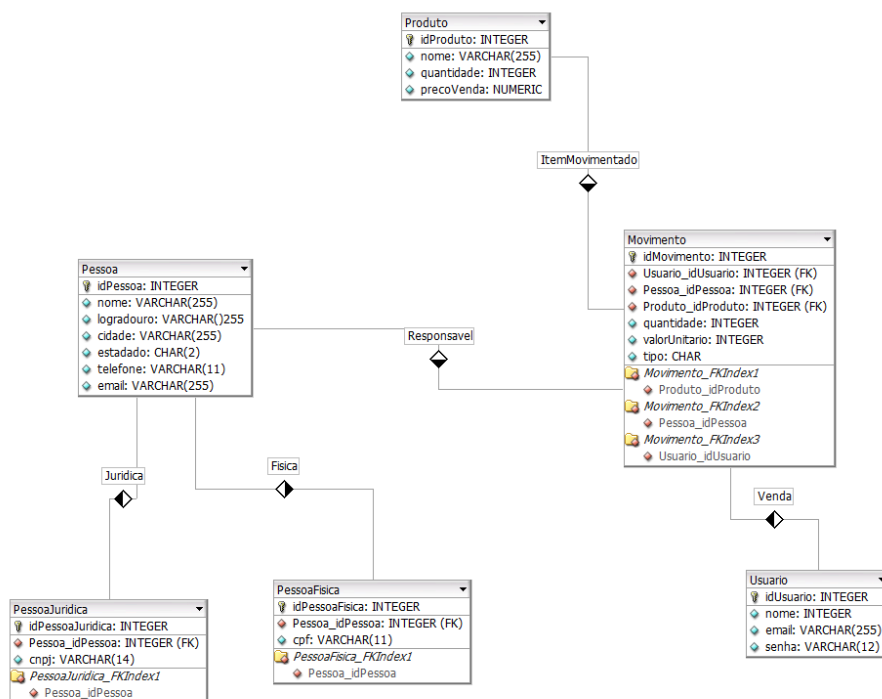 Produto
idProduto: INTEGER
nome: VARCHAR(255)
quantidade: INTEGER
precoVenda: NUMERIC
ItemMovimentado
Movimento
idMovimento: INTEGER
Usuario_idUsuario: INTEGER (FK)
Pessoa_idPessoa: INTEGER (FK)
Produto_idProduto: INTEGER (FK)
quantidade: INTEGER
valorUnitario: INTEGER
tipo: CHAR
Movimento_FKIndex1
Produto_idProduto
Movimento_FKIndex2
Pessoa_idPessoa
Movimento_FKIndex3
Usuario_idUsuario
Pessoa
idPessoa: INTEGER
nome: VARCHAR(255)
logradouro: VARCHAR()255
cidade: VARCHAR(255)
estadado: CHAR(2)
telefone: VARCHAR(11)
email: VARCHAR(255)
Responsavel
Juridica
Fisica
Venda
PessoaJuridica
idPessoaJuridica: INTEGER
Pessoa_idPessoa: INTEGER (FK)
cnpj: VARCHAR(14)
PessoaJuridica_FKIndex1
Pessoa_idPessoa
PessoaFisica
idPessoaFisica: INTEGER
Pessoa_idPessoa: INTEGER (FK)
cpf: VARCHAR(11)
PessoaFisica_FKIndex1
Pessoa_idPessoa
Usuario
idUsuario: INTEGER
nome: INTEGER
email: VARCHAR(255)
senha: VARCHAR(12)